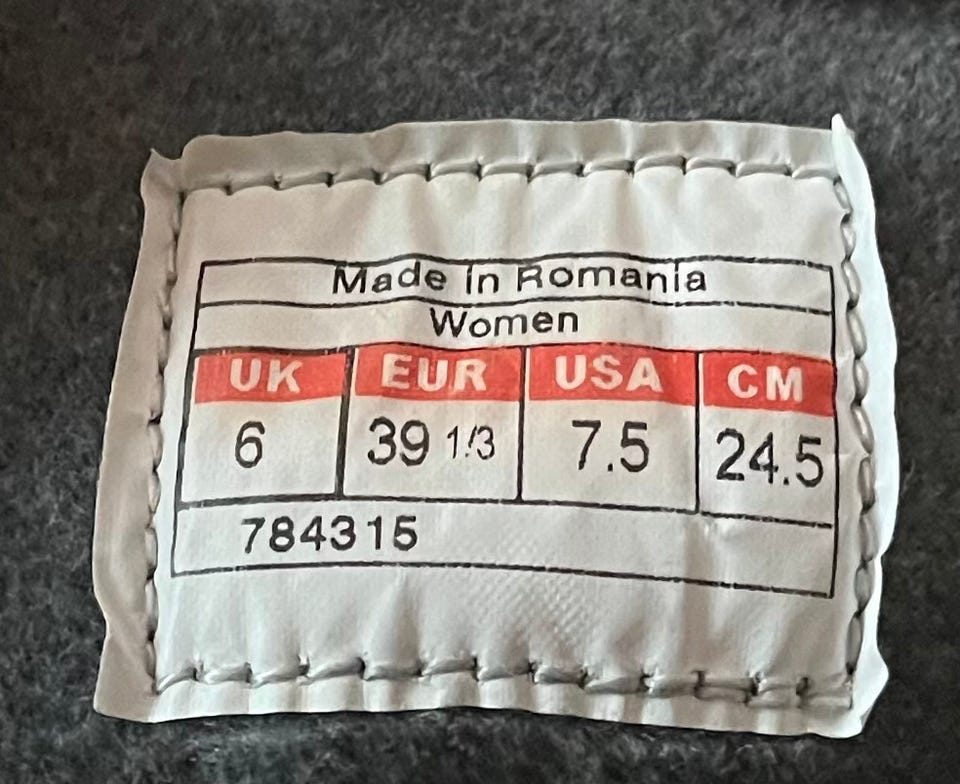 Made in Romania
Women
UK EUR USA CM
6 39 1/3 7.5 24.5
784315